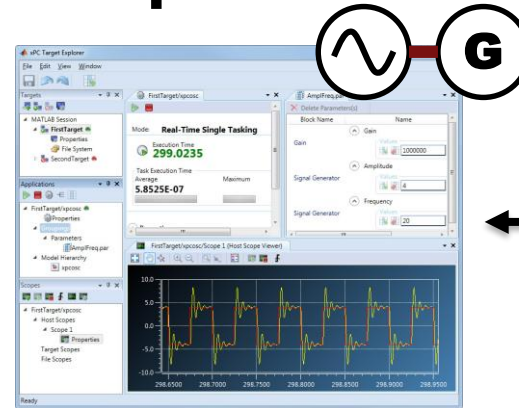 G
xPC Target Explorer
File Edit View Window
Targets
MATLAB Session
FirstTarget
Properties
File System
SecondTarget
Applications
FirstTarget/xpcosc
Properties
Parameters
AmplFreq.par
Model Hierarchy
xpcosc
Scopes
FirstTarget/xpcosc
Host Scopes
Scope 1
Properties
Target Scopes
File Scopes
Ready
FirstTarget/xpcosc
Mode: Real-Time Single Tasking
Execution Time
299.0235
Task Execution Time
Average Maximum
5.8525E-07
AmplFreq.par
Delete Parameter(s)
Block Name Name
Gain
Gain Values
1000000
Amplitude
Signal Generator Values
4
Frequency
Signal Generator Values
20
FirstTarget/xpcosc/Scope 1 (Host Scope Viewer)
10.0
5.0
0.0
-5.0
-10.0
298.6500 298.7000 298.7500 298.8000 298.8500 298.9000 298.9500